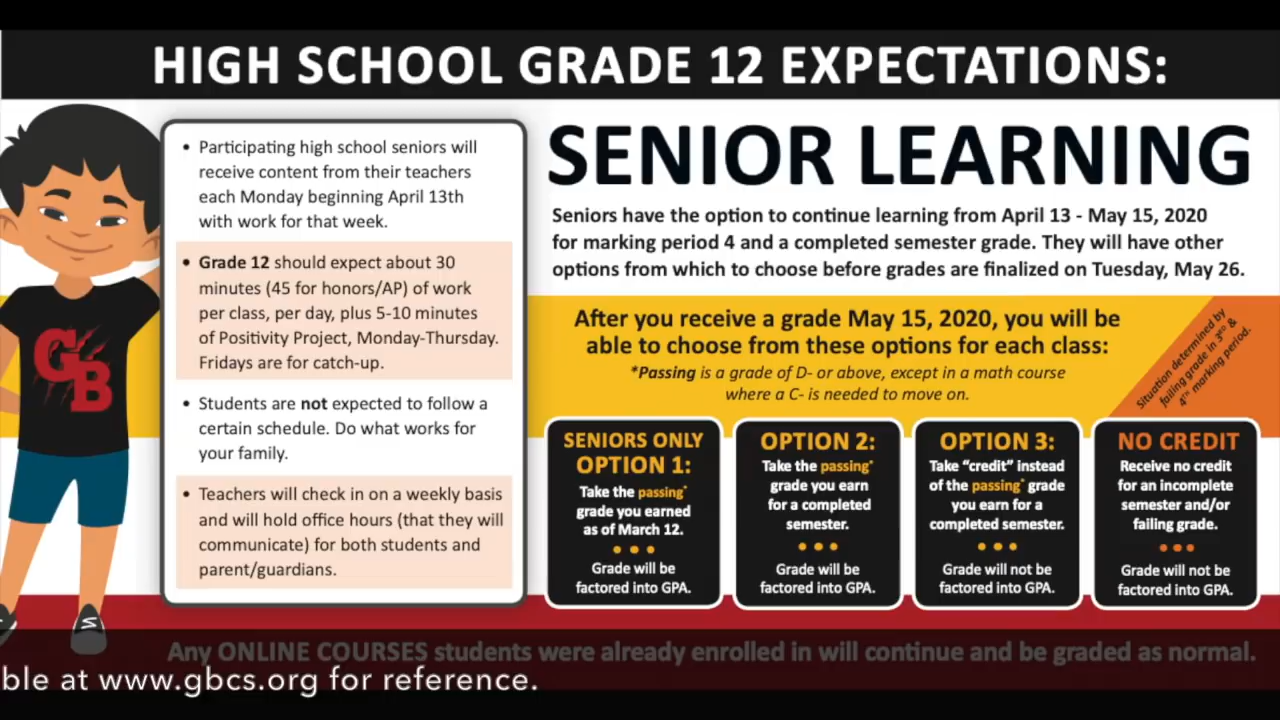 HIGH SCHOOL GRADE 12 EXPECTATIONS:
GB
• Participating high school seniors will
receive content from their teachers
each Monday beginning April 13th
with work for that week.
• Grade 12 should expect about 30
minutes (45 for honors/AP) of work
per class, per day, plus 5-10 minutes
of Positivity Project, Monday-Thursday.
Fridays are for catch-up.
• Students are not expected to follow a
certain schedule. Do what works for
your family.
• Teachers will check in on a weekly basis
and will hold office hours (that they will
communicate) for both students and
parent/guardians.
SENIOR LEARNING
Seniors have the option to continue learning from April 13 - May 15, 2020
for marking period 4 and a completed semester grade. They will have other
options from which to choose before grades are finalized on Tuesday, May 26.
After you receive a grade May 15, 2020, you will be
able to choose from these options for each class:
*Passing is a grade of D- or above, except in a math course
where a C- is needed to move on.
Situation determined by
failing grade in 3RD &
4TH marking period.
SENIORS ONLY
OPTION 1:
Take the passing*
grade you earned
as of March 12.
Grade will be
factored into GPA.
OPTION 2:
Take the passing*
grade you earn
for a completed
semester.
Grade will be
factored into GPA.
OPTION 3:
Take “credit” instead
of the passing* grade
you earn for a
completed semester.
Grade will not be
factored into GPA.
NO CREDIT
Receive no credit
for an incomplete
semester and/or
failing grade.
Grade will not be
factored into GPA.
Any ONLINE COURSES students were already enrolled in will continue and be graded as normal.
ble at www.gbcs.org for reference.